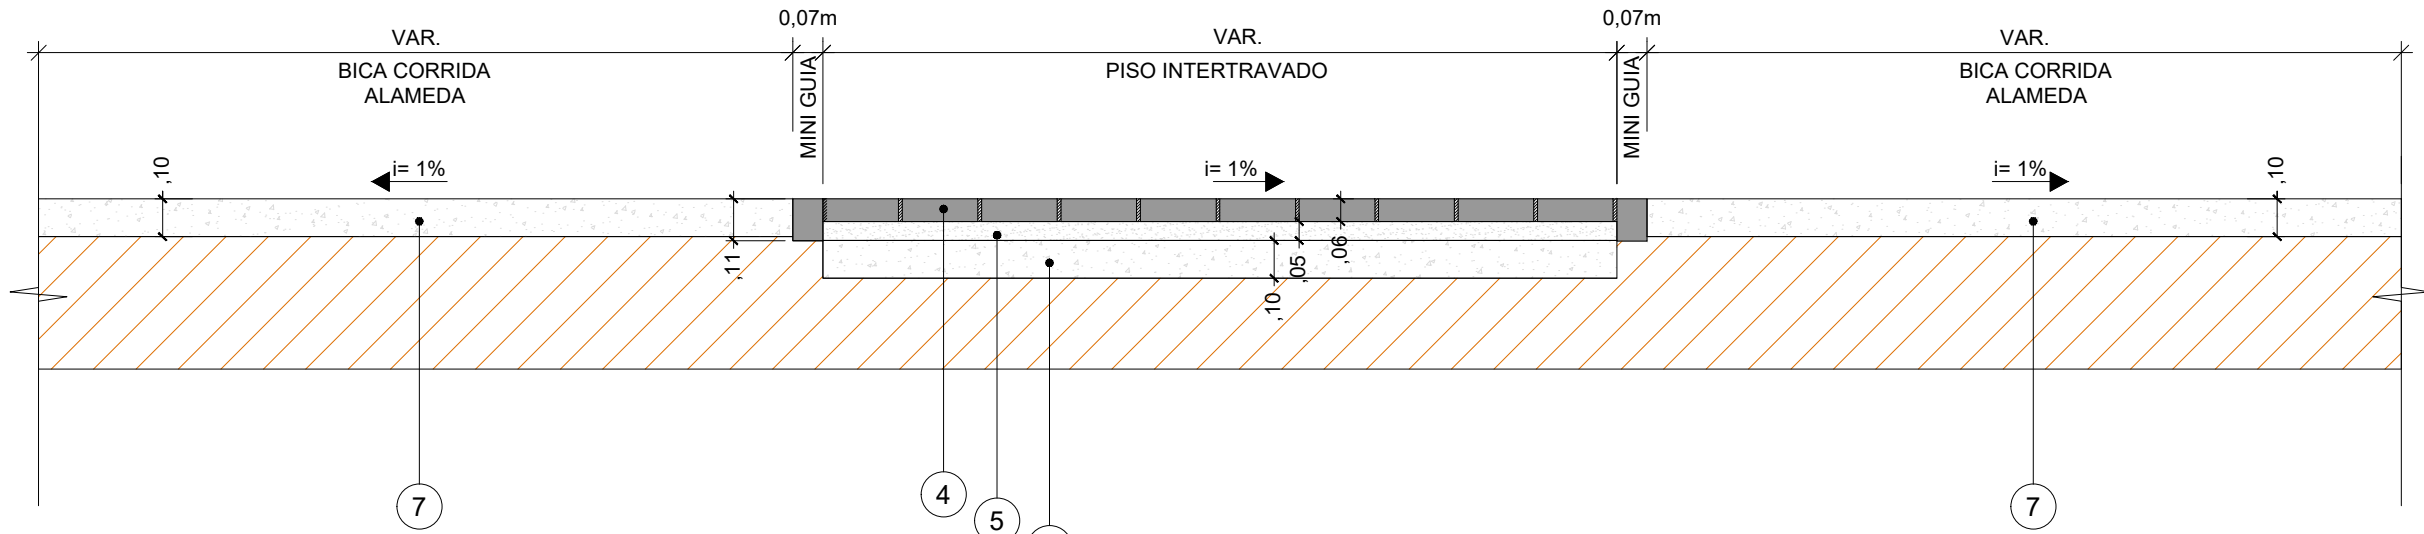 0,07m
0,07m
VAR.
VAR.
VAR.
BICA CORRIDA
ALAMEDA
MINI GUIA
PISO INTERTRAVADO
MINI GUIA
BICA CORRIDA
ALAMEDA
,10
i= 1%
i= 1%
i= 1%
,10
,11
,10
,05
,06
7
4
5
7